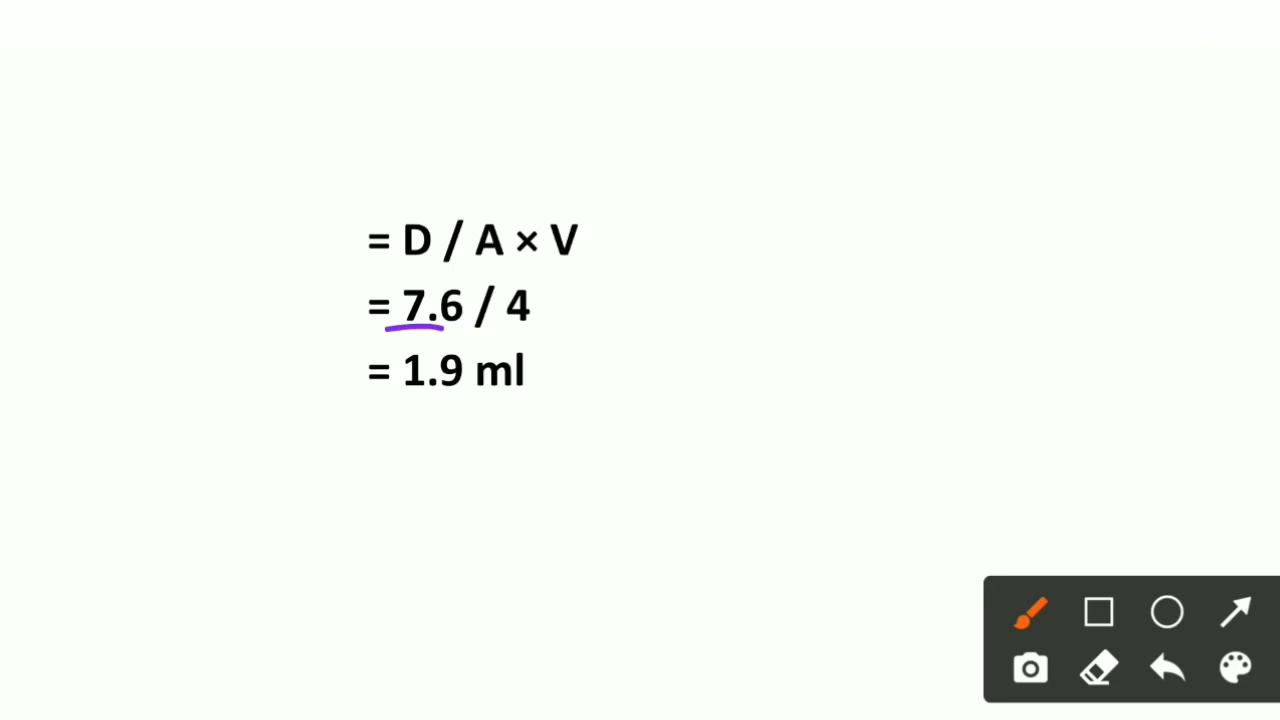 = D / A × V
= 7.6 / 4
= 1.9 ml